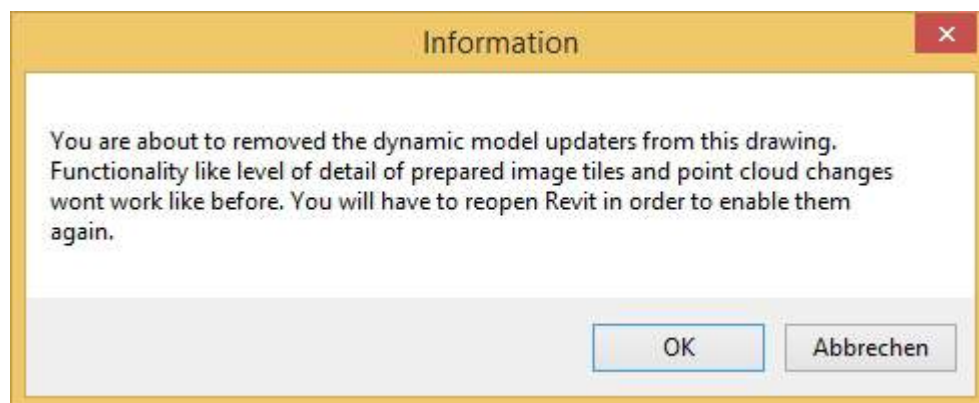 Information
You are about to removed the dynamic model updaters from this drawing.
Functionality like level of detail of prepared image tiles and point cloud changes
wont work like before. You will have to reopen Revit in order to enable them
again.
OK
Abbrechen